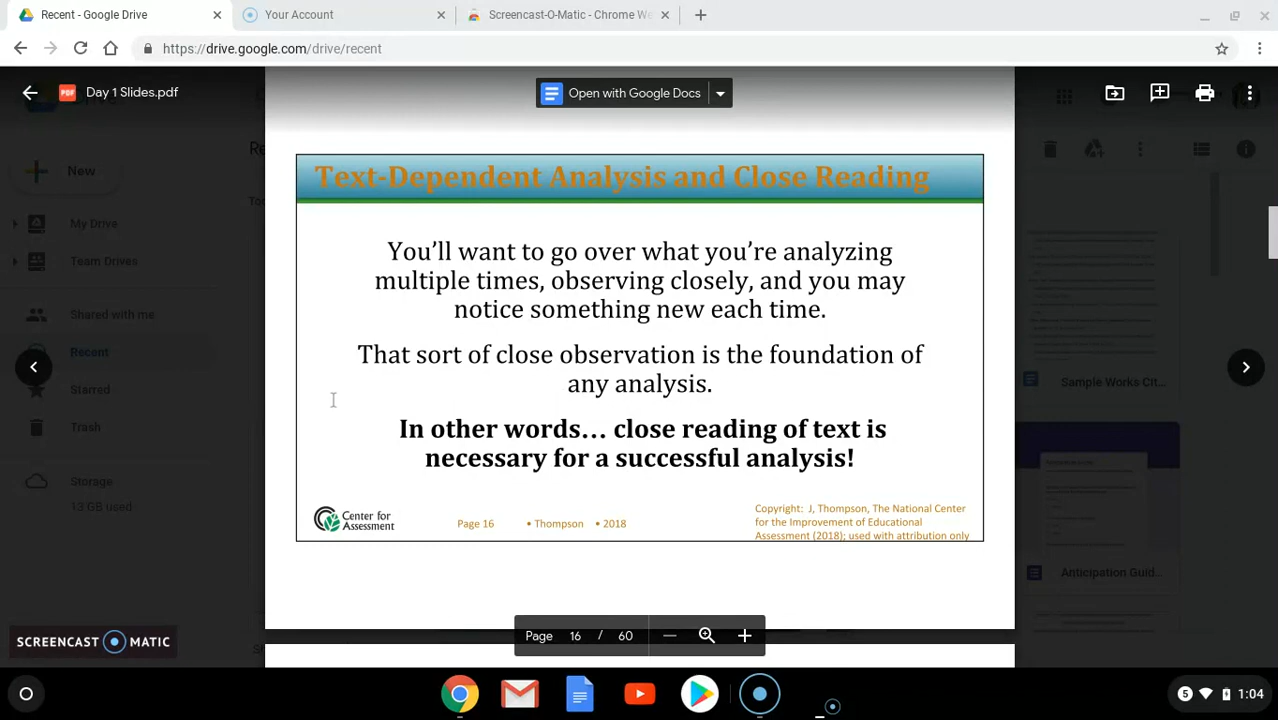 Recent - Google Drive
Your Account
Screencast-O-Matic - Chrome We
https://drive.google.com/drive/recent
PDF
Day 1 Slides.pdf
Open with Google Docs
New
My Drive
Team Drives
Shared with me
Recent
Starred
Trash
Storage
13 GB used
Text-Dependent Analysis and Close Reading
You'll want to go over what you're analyzing
multiple times, observing closely, and you may
notice something new each time.
That sort of close observation is the foundation of
any analysis.
In other words… close reading of text is
necessary for a successful analysis!
Center for
Assessment
Page 16 • Thompson • 2018
Copyright: J, Thompson, The National Center
for the Improvement of Educational
Assessment (2018); used with attribution only
Sample Works Cit...
Anticipation Guid...
Page 16 / 60
SCREENCAST MATIC
5
1:04